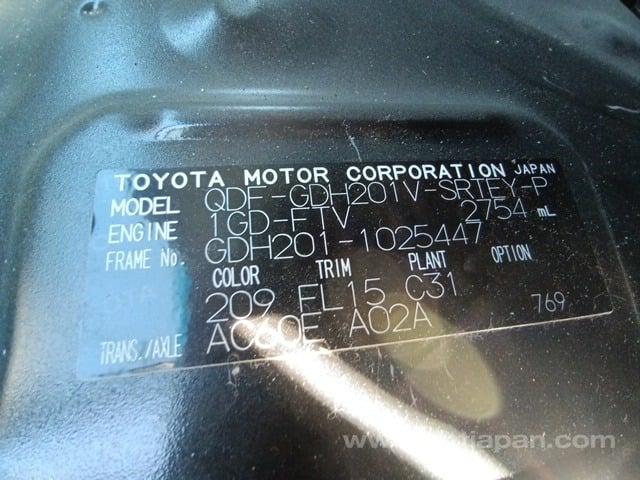 TOYOTA MOTOR CORPORATION JAPAN
MODEL QDF-GDH201V-SRTEY-P
ENGINE 1GD-FTV 2754 mL
FRAME No. GDH201-1025447
COLOR TRIM PLANT OPTION
209 FL15 C31
TRANS./AXLE AC60E A02A 769